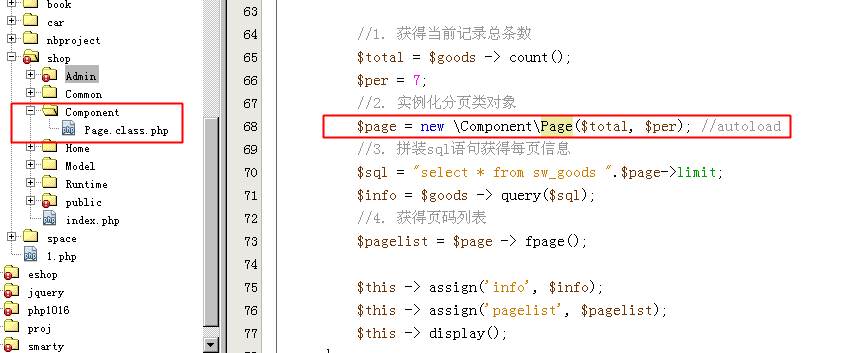 book
car
nbproject
shop
Admin
Common
Component
Page.class.php
Home
Model
Runtime
public
index.php
space
1.php
eshop
jquery
php1016
proj
smarty
63
64 //1. 获得当前记录总条数
65 $total = $goods -> count();
66 $per = 7;
67 //2. 实例化分页类对象
68 $page = new \Component\Page($total, $per); //autoload
69 //3. 拼装sql语句获得每页信息
70 $sql = "select * from sw_goods ".$page->limit;
71 $info = $goods -> query($sql);
72 //4. 获得页码列表
73 $pagelist = $page -> fpage();
74
75 $this -> assign('info', $info);
76 $this -> assign('pagelist', $pagelist);
77 $this -> display();